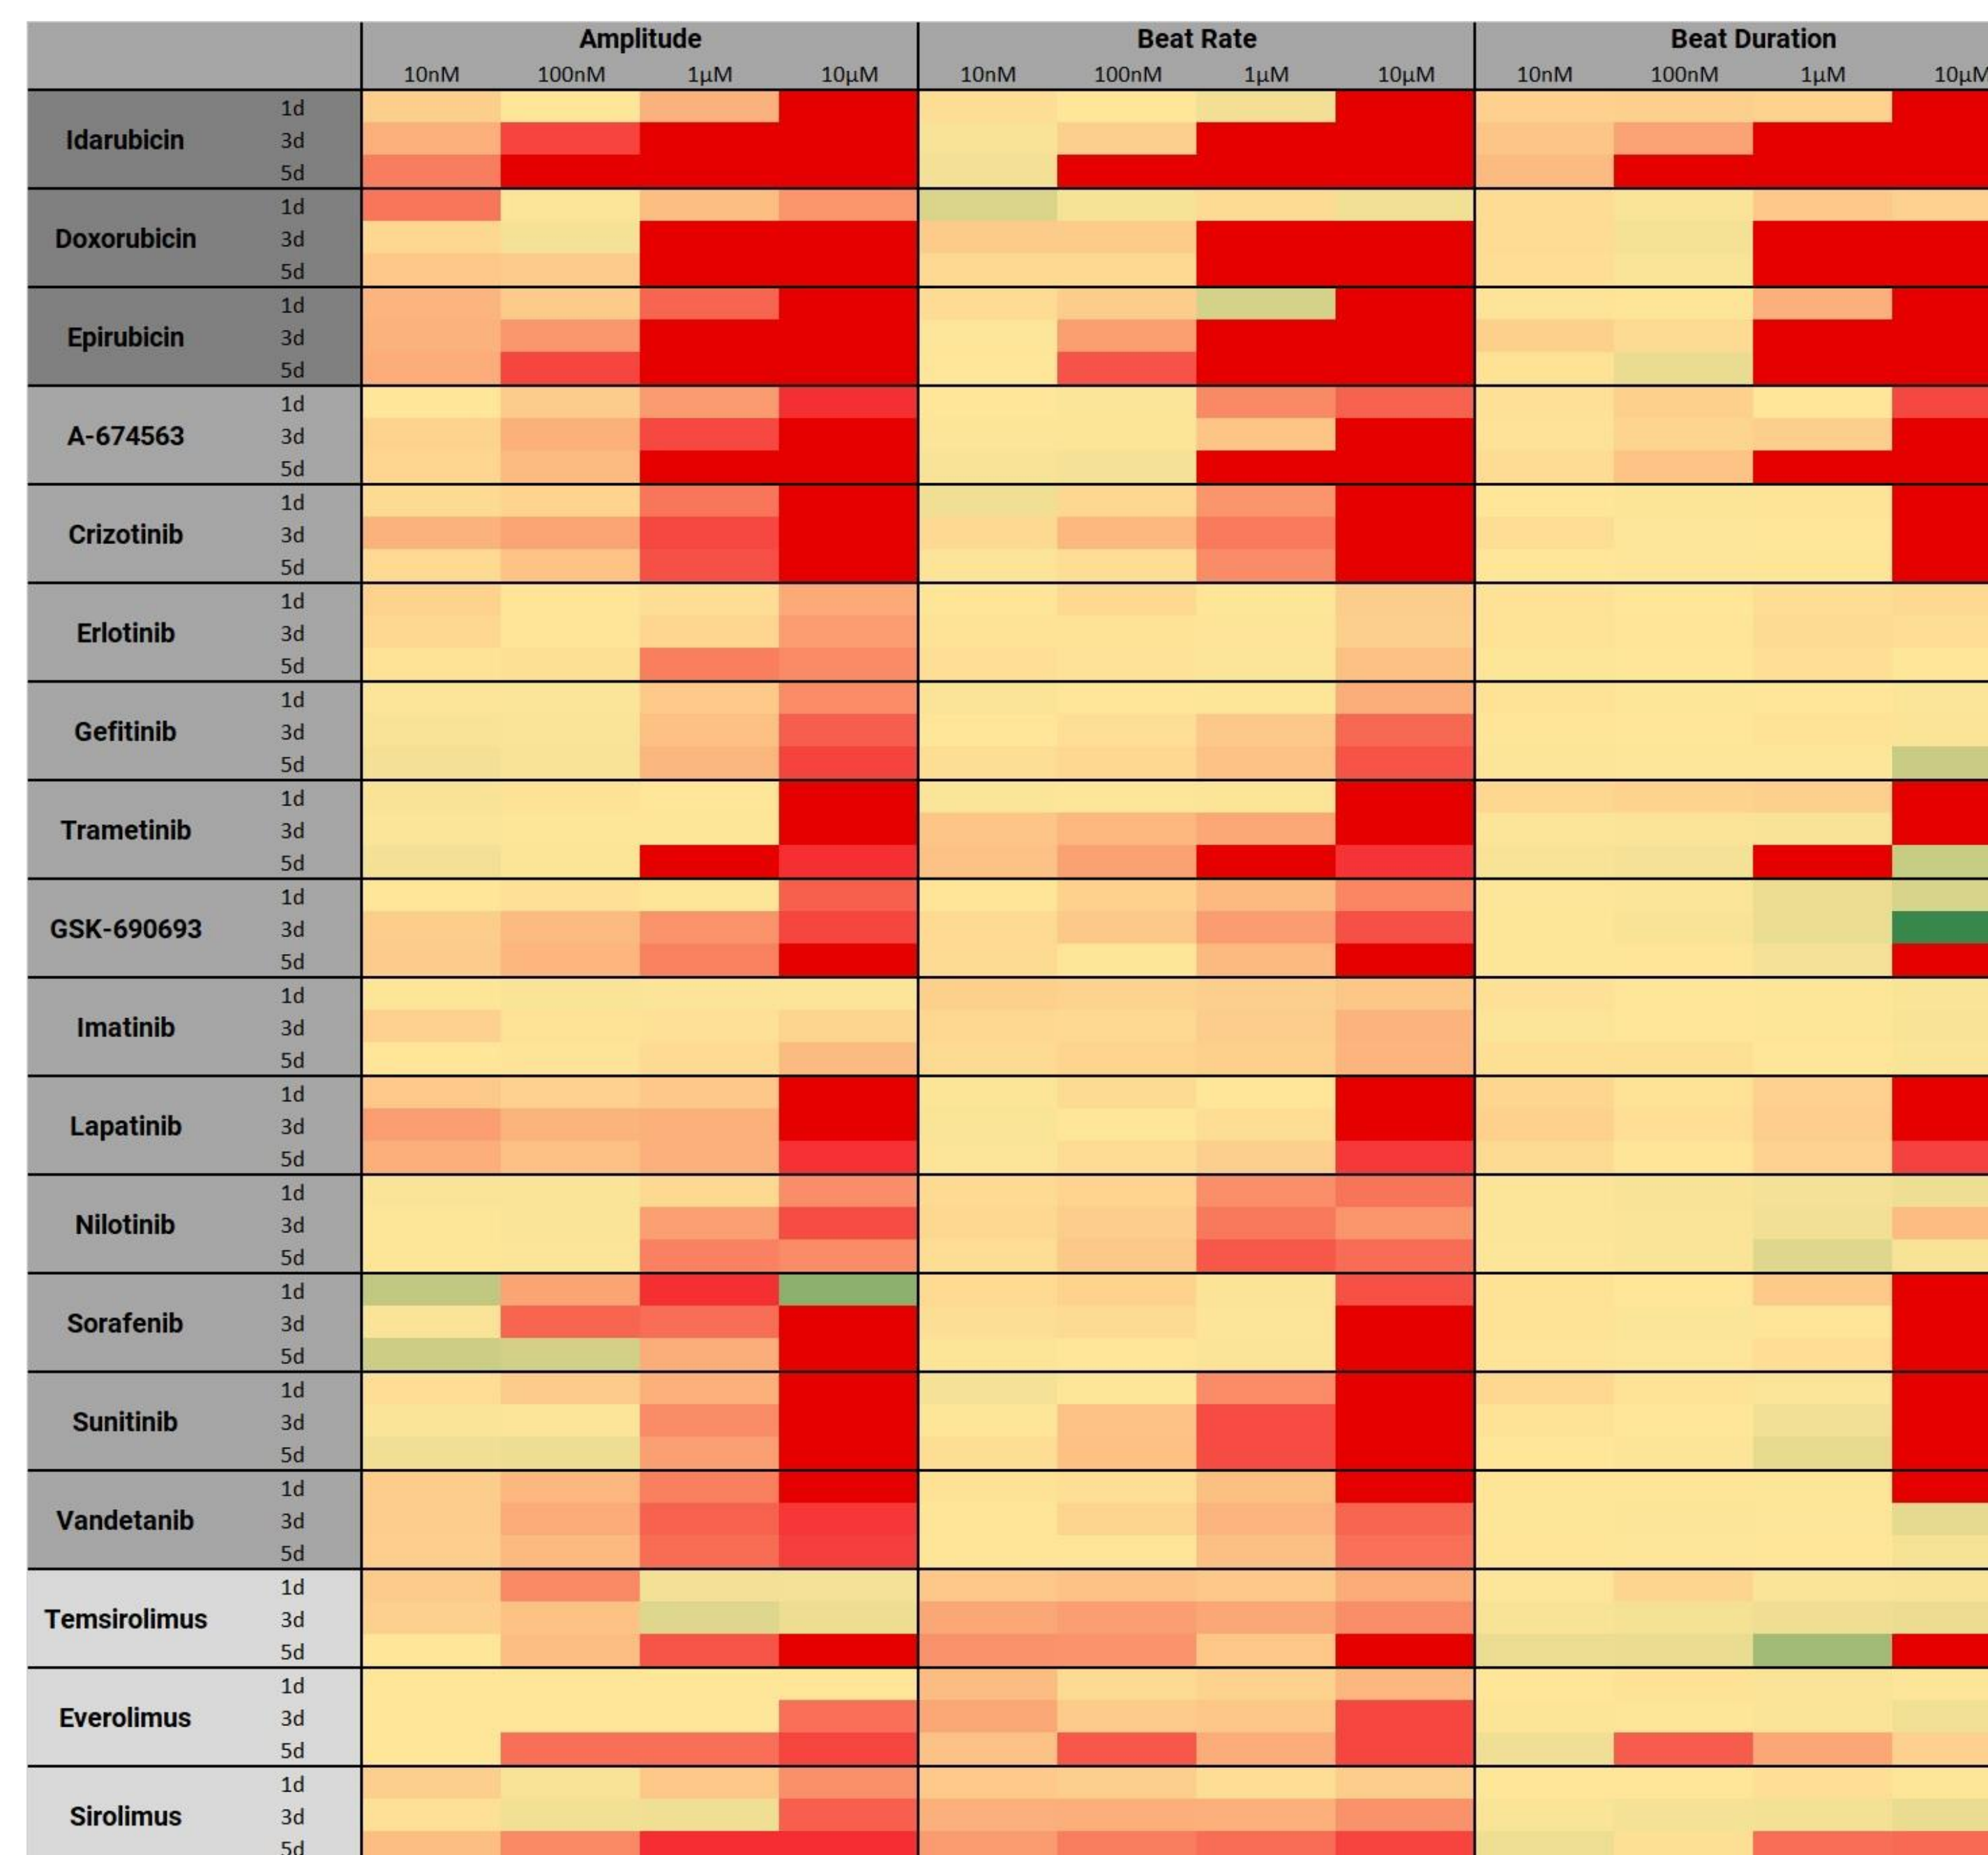 Amplitude Beat Rate Beat Duration
10nM 100nM 1μM 10μM 10nM 100nM 1μM 10μM 10nM 100nM 1μM 10μM
1d
Idarubicin 3d
5d
1d
Doxorubicin 3d
5d
1d
Epirubicin 3d
5d
1d
A-674563 3d
5d
1d
Crizotinib 3d
5d
1d
Erlotinib 3d
5d
1d
Gefitinib 3d
5d
1d
Trametinib 3d
5d
1d
GSK-690693 3d
5d
1d
Imatinib 3d
5d
1d
Lapatinib 3d
5d
1d
Nilotinib 3d
5d
1d
Sorafenib 3d
5d
1d
Sunitinib 3d
5d
1d
Vandetanib 3d
5d
1d
Temsirolimus 3d
5d
1d
Everolimus 3d
5d
1d
Sirolimus 3d
5d